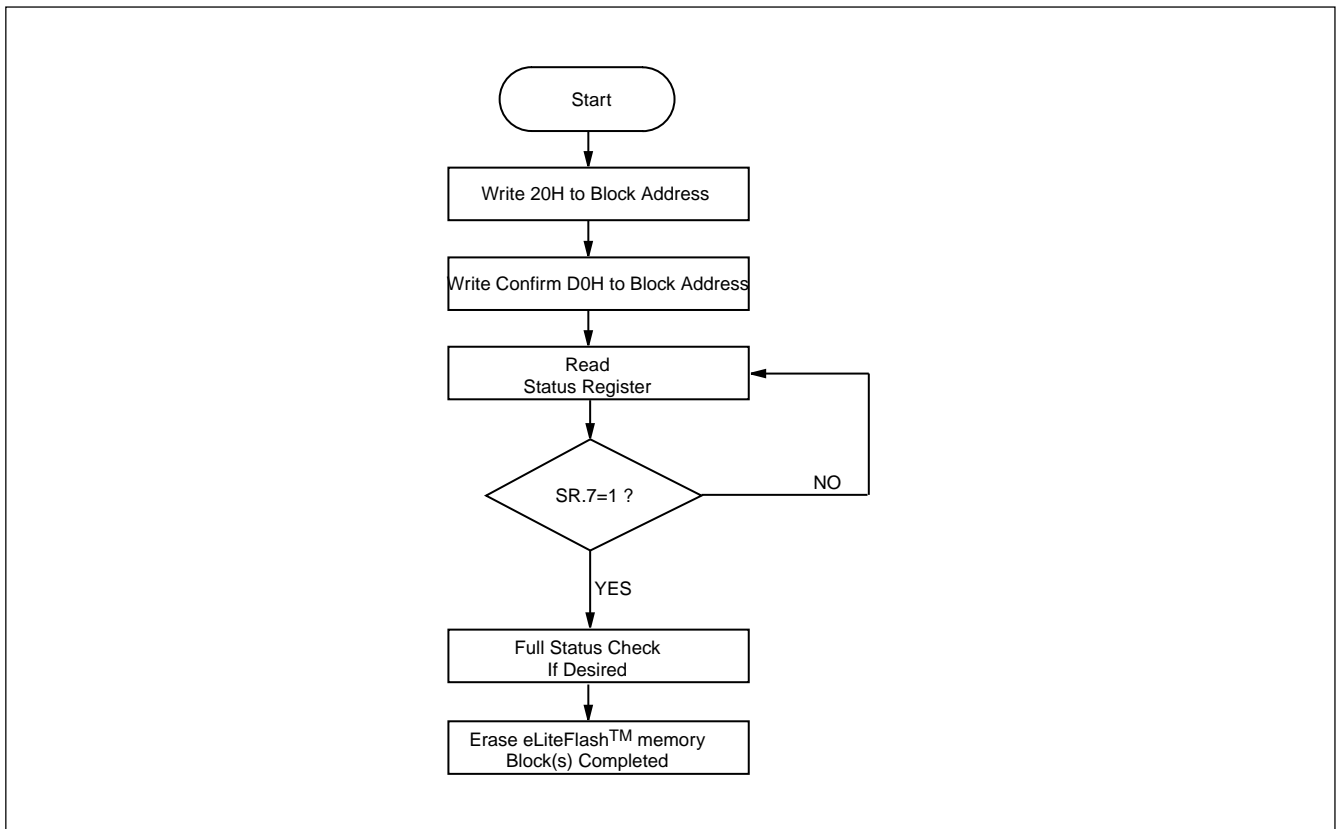 Start
Write 20H to Block Address
Write Confirm D0H to Block Address
Read
Status Register
SR.7=1 ?
NO
YES
Full Status Check
If Desired
Erase eLiteFlash™ memory
Block(s) Completed